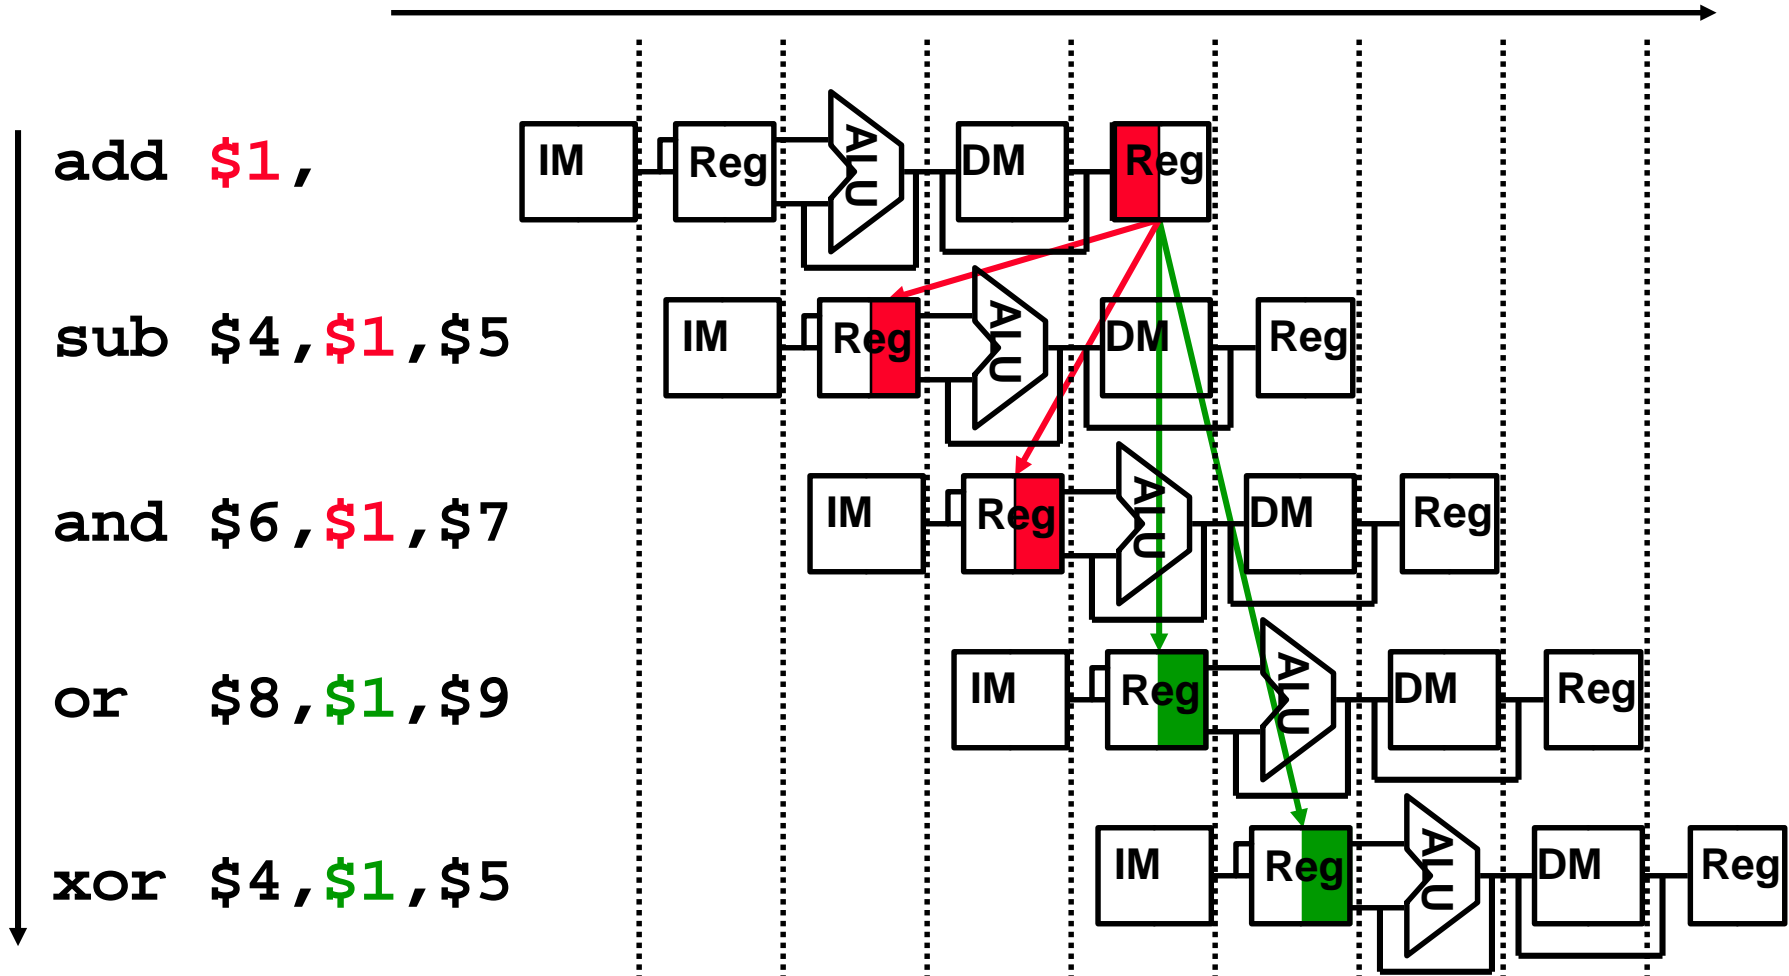 add $1, IM Reg ALU DM Reg
sub $4,$1,$5 IM Reg ALU DM Reg
and $6,$1,$7 IM Reg ALU DM Reg
or $8,$1,$9 IM Reg ALU DM Reg
xor $4,$1,$5 IM Reg ALU DM Reg